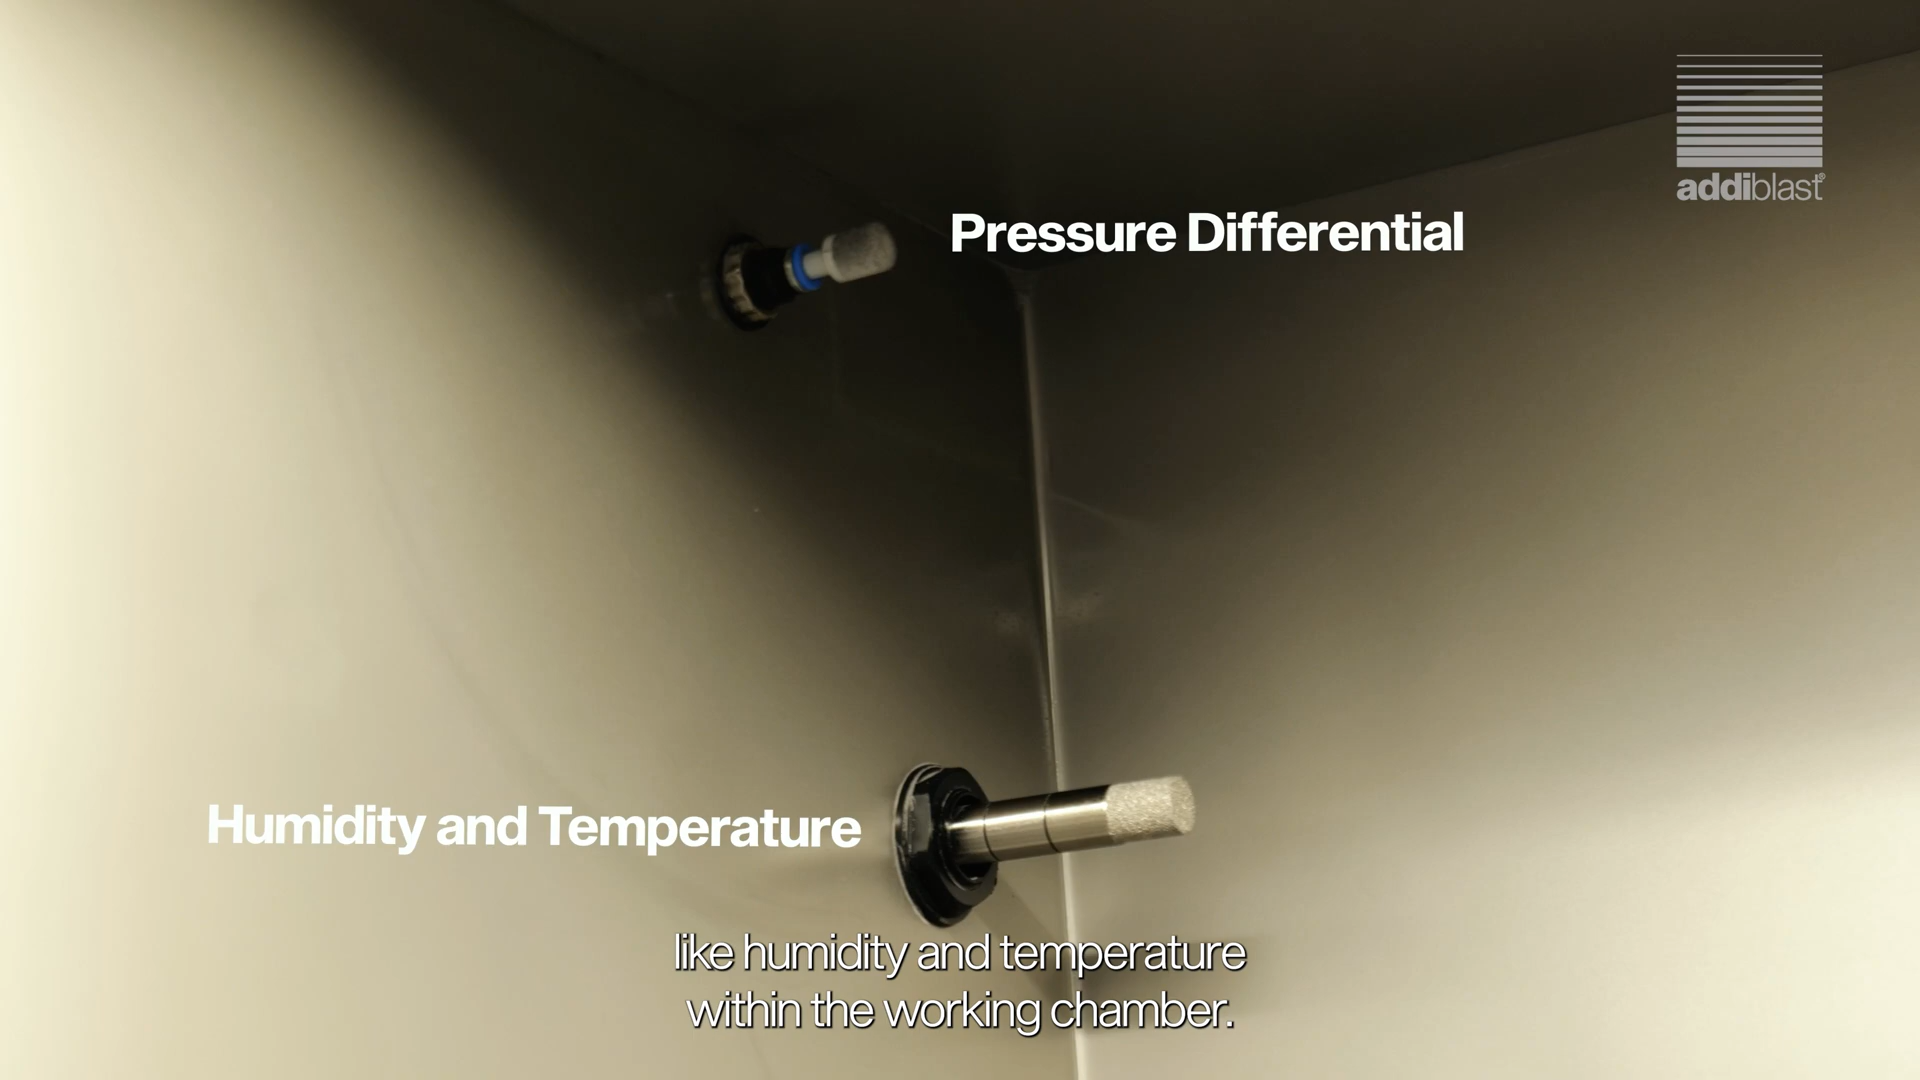 addiblast®
Pressure Differential
Humidity and Temperature
like humidity and temperature
within the working chamber.